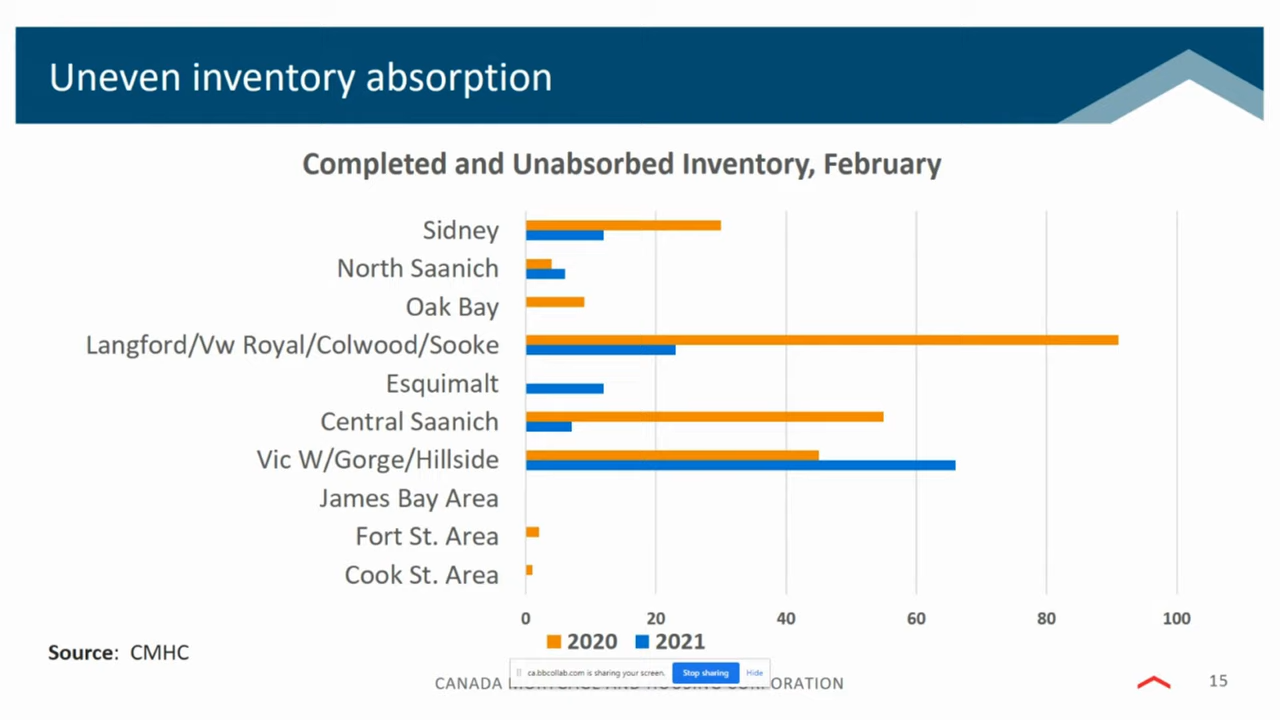 Uneven inventory absorption
Completed and Unabsorbed Inventory, February
Sidney
North Saanich
Oak Bay
Langford/Vw Royal/Colwood/Sooke
Esquimalt
Central Saanich
Vic W/Gorge/Hillside
James Bay Area
Fort St. Area
Cook St. Area
0 20 40 60 80 100
2020 2021
Source: CMHC
ca.bbcollab.com is sharing your screen. Stop sharing Hide
CANADA MORTGAGE AND HOUSING CORPORATION
15